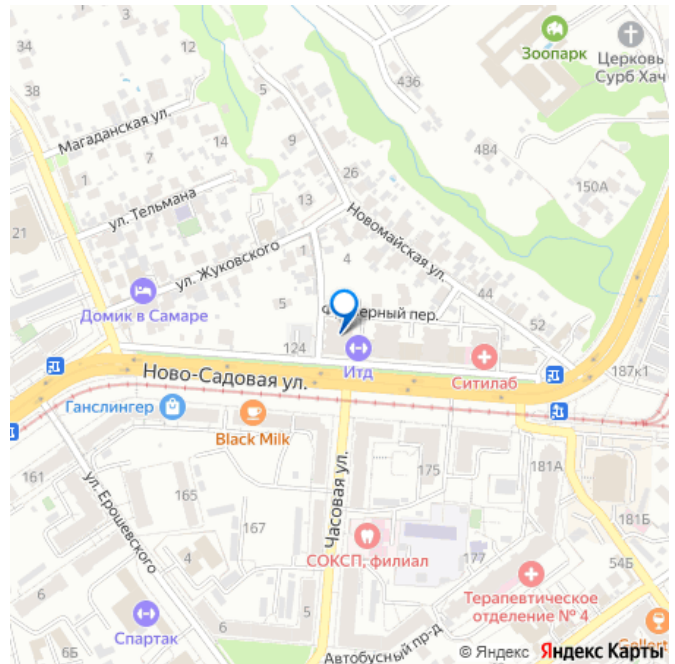 34
12
Зоопарк
Церковь
Сурб Хач
38
5
436
Магаданская ул.
14
9
484
7
1
26
150А
ул. Тельмана
13
21
Новомайская ул.
ул. Жуковского
1
4
5
44
Домик в Самаре
ерный пер.
52
124
Итд
Ситилаб
187к1
Ново-Садовая ул.
Ганслингер
Black Milk
161
175
181А
ул. Ерошевского
165
Часовая ул.
167
181Б
4
СОКСП, филиал
177
54Б
5
Терапевтическое
отделение № 4
6
Спартак
6Б
Автобусный пр-д
© Яндекс Яндекс Карты